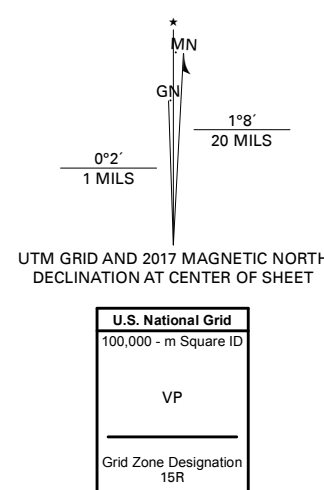 ★
MN
GN
1°8´
20 MILS
0°2´
1 MILS
UTM GRID AND 2017 MAGNETIC NORTH
DECLINATION AT CENTER OF SHEET
U.S. National Grid
100,000 - m Square ID
VP
Grid Zone Designation
15R